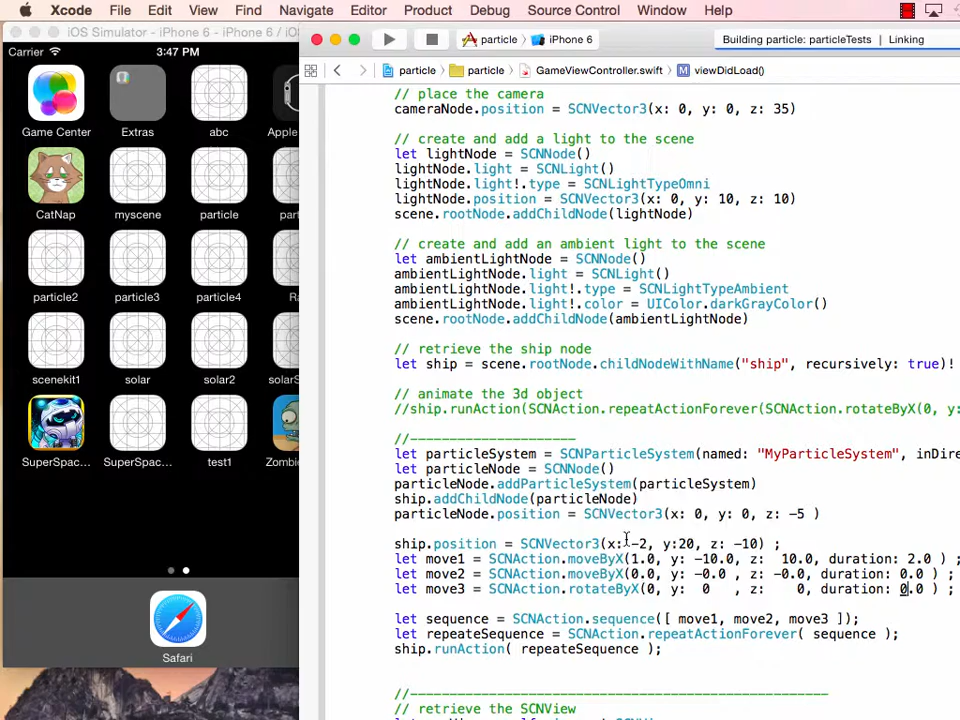 Xcode File Edit View Find Navigate Editor Product Debug Source Control Window Help
iOS Simulator - iPhone 6 - iPhone 6 / iOS
particle iPhone 6 Building particle: particleTests | Linking
particle particle GameViewController.swift M viewDidLoad()
Carrier 3:47 PM
Game Center Extras abc Apple
CatNap myscene particle part
particle2 particle3 particle4 Ra
scenekit1 solar solar2 solarS
SuperSpac... SuperSpac... test1 Zombi
Safari
// place the camera
cameraNode.position = SCNVector3(x: 0, y: 0, z: 35)
// create and add a light to the scene
let lightNode = SCNNode()
lightNode.light = SCNLight()
lightNode.light!.type = SCNLightTypeOmni
lightNode.position = SCNVector3(x: 0, y: 10, z: 10)
scene.rootNode.addChildNode(lightNode)
// create and add an ambient light to the scene
let ambientLightNode = SCNNode()
ambientLightNode.light = SCNLight()
ambientLightNode.light!.type = SCNLightTypeAmbient
ambientLightNode.light!.color = UIColor.darkGrayColor()
scene.rootNode.addChildNode(ambientLightNode)
// retrieve the ship node
let ship = scene.rootNode.childNodeWithName("ship", recursively: true)!
// animate the 3d object
//ship.runAction(SCNAction.repeatActionForever(SCNAction.rotateByX(0, y:
//---------------------
let particleSystem = SCNParticleSystem(named: "MyParticleSystem", inDire
let particleNode = SCNNode()
particleNode.addParticleSystem(particleSystem)
ship.addChildNode(particleNode)
particleNode.position = SCNVector3(x: 0, y: 0, z: -5 )
ship.position = SCNVector3(x: -2, y:20, z: -10) ;
let move1 = SCNAction.moveByX(1.0, y: -10.0, z: 10.0, duration: 2.0 ) ;
let move2 = SCNAction.moveByX(0.0, y: -0.0 , z: -0.0, duration: 0.0 ) ;
let move3 = SCNAction.rotateByX(0, y: 0 , z: 0, duration: 0.0 ) ;
let sequence = SCNAction.sequence([ move1, move2, move3 ]);
let repeateSequence = SCNAction.repeatActionForever( sequence );
ship.runAction( repeateSequence );
//-----------------------------------------------------
// retrieve the SCNView